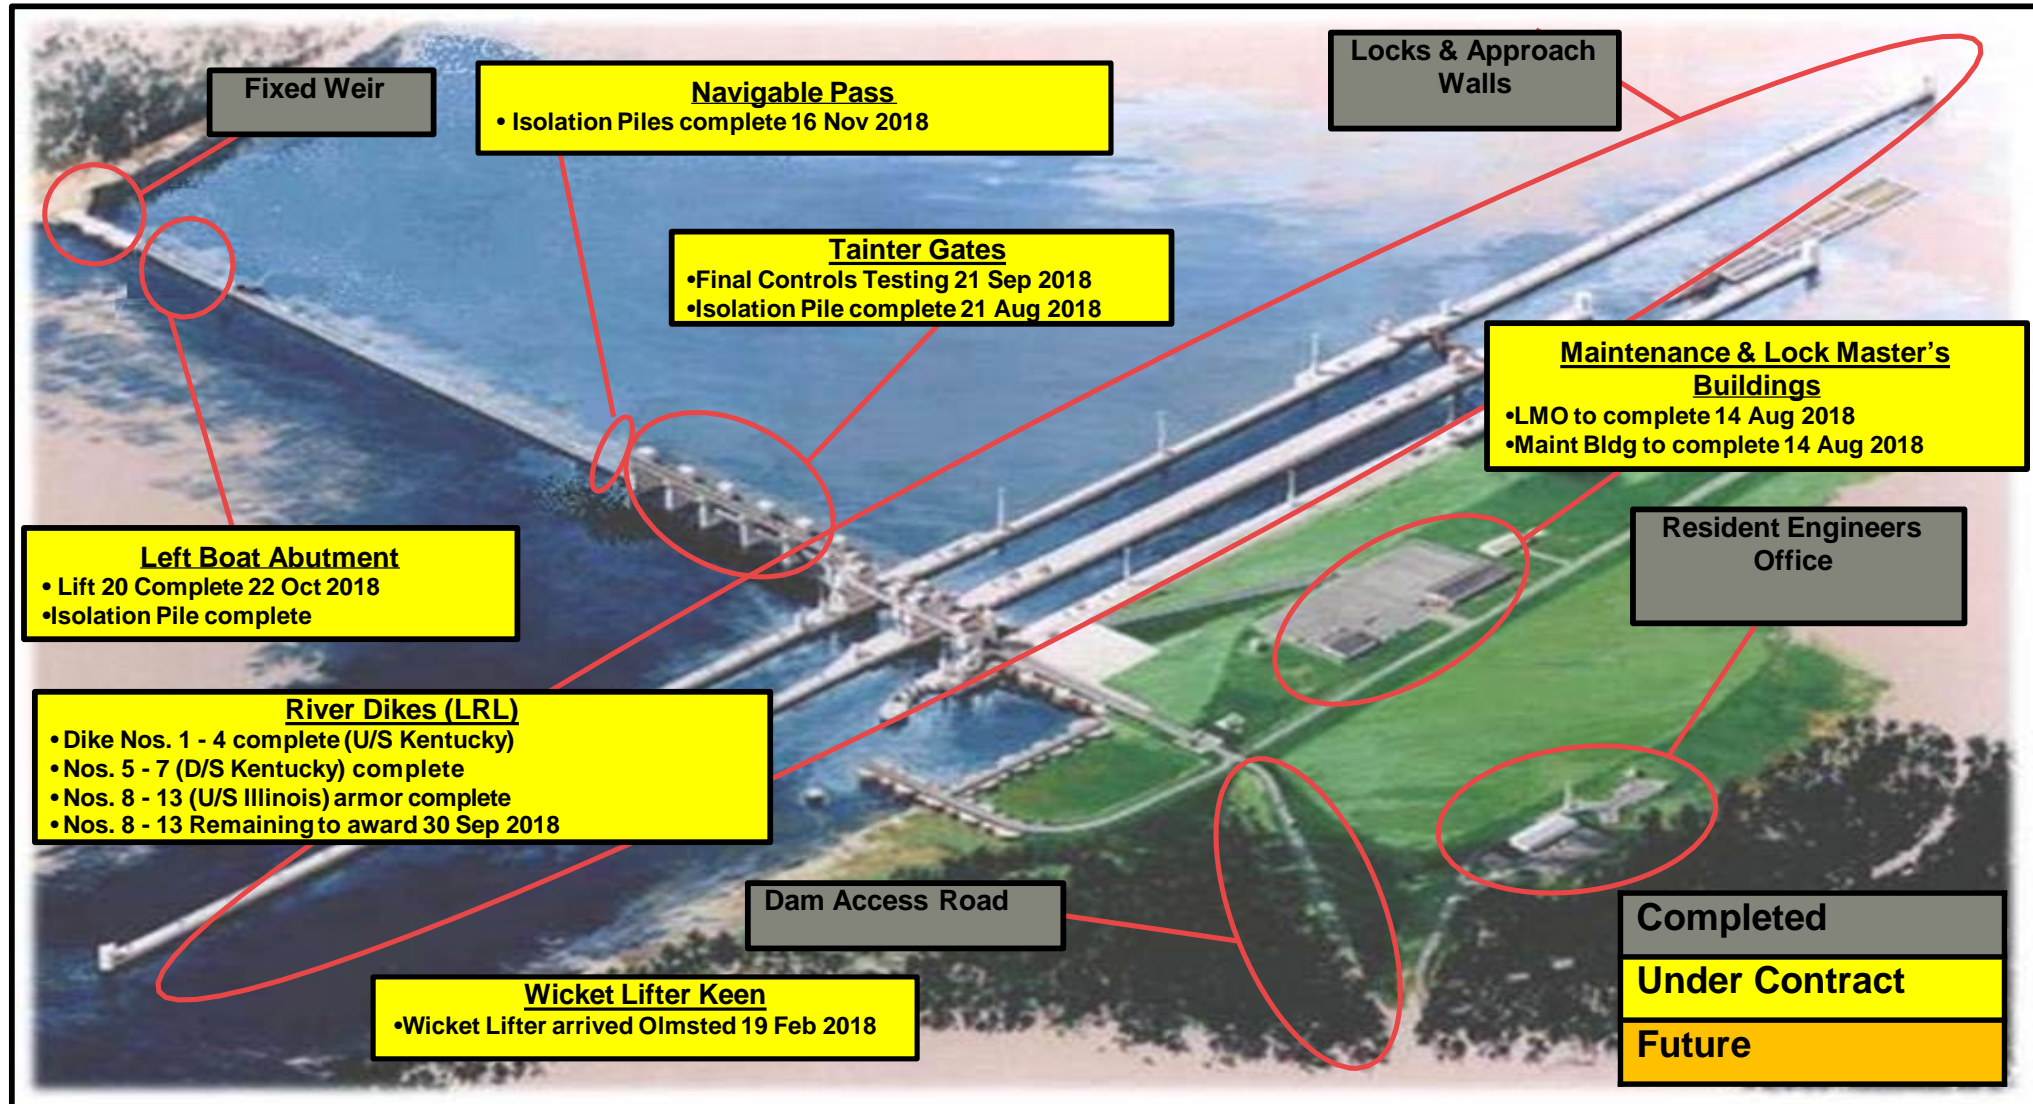 Fixed Weir
Navigable Pass
• Isolation Piles complete 16 Nov 2018
Locks & Approach
Walls
Tainter Gates
•Final Controls Testing 21 Sep 2018
•Isolation Pile complete 21 Aug 2018
Maintenance & Lock Master’s
Buildings
•LMO to complete 14 Aug 2018
•Maint Bldg to complete 14 Aug 2018
Left Boat Abutment
• Lift 20 Complete 22 Oct 2018
•Isolation Pile complete
Resident Engineers
Office
River Dikes (LRL)
• Dike Nos. 1 - 4 complete (U/S Kentucky)
• Nos. 5 - 7 (D/S Kentucky) complete
• Nos. 8 - 13 (U/S Illinois) armor complete
• Nos. 8 - 13 Remaining to award 30 Sep 2018
Dam Access Road
Wicket Lifter Keen
•Wicket Lifter arrived Olmsted 19 Feb 2018
Completed
Under Contract
Future